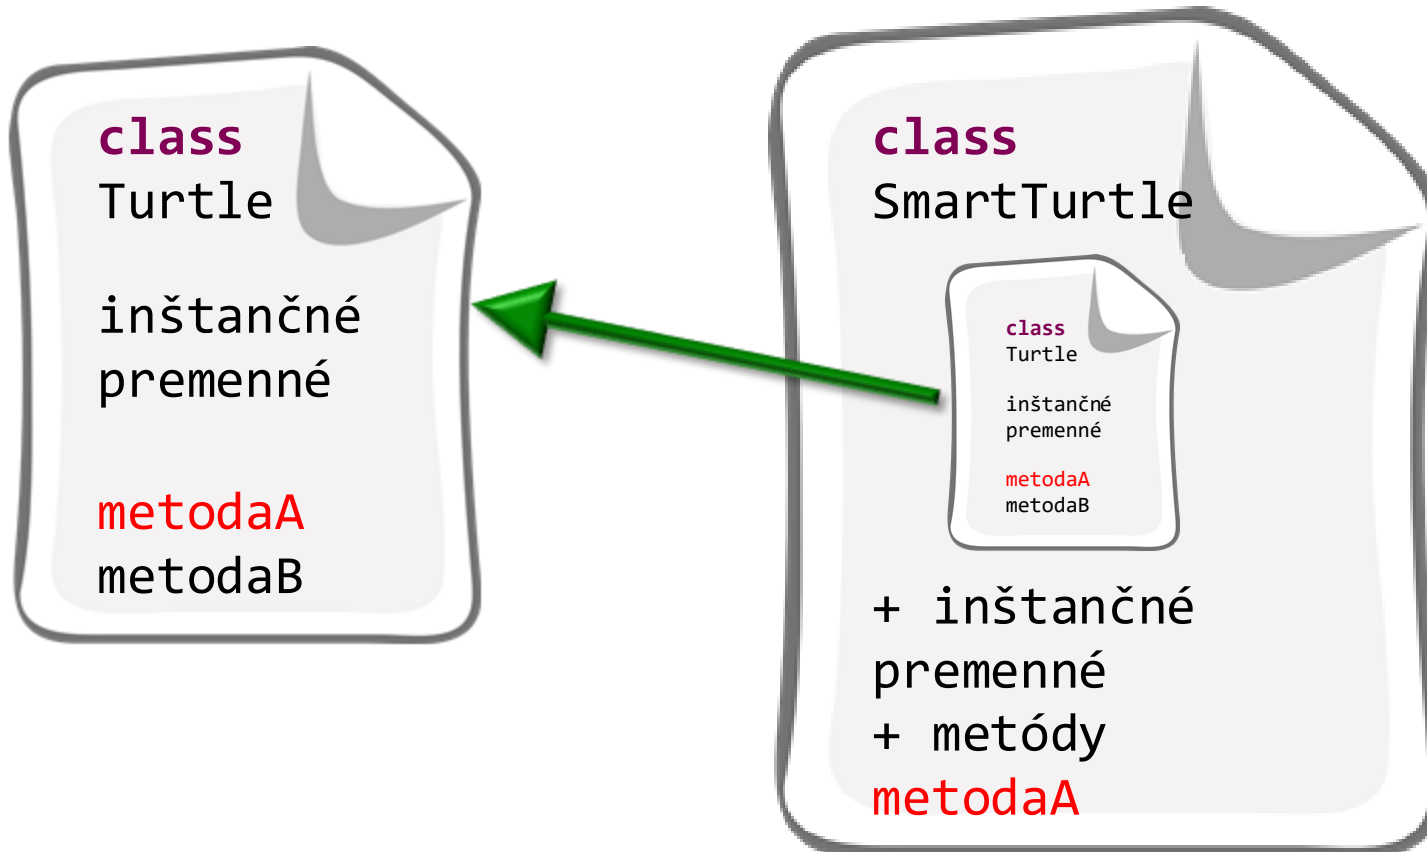 class
Turtle
inštančné
premenné
metodaA
metodaB
class
SmartTurtle
class
Turtle
inštančné
premenné
metodaA
metodaB
+ inštančné
premenné
+ metódy
metodaA